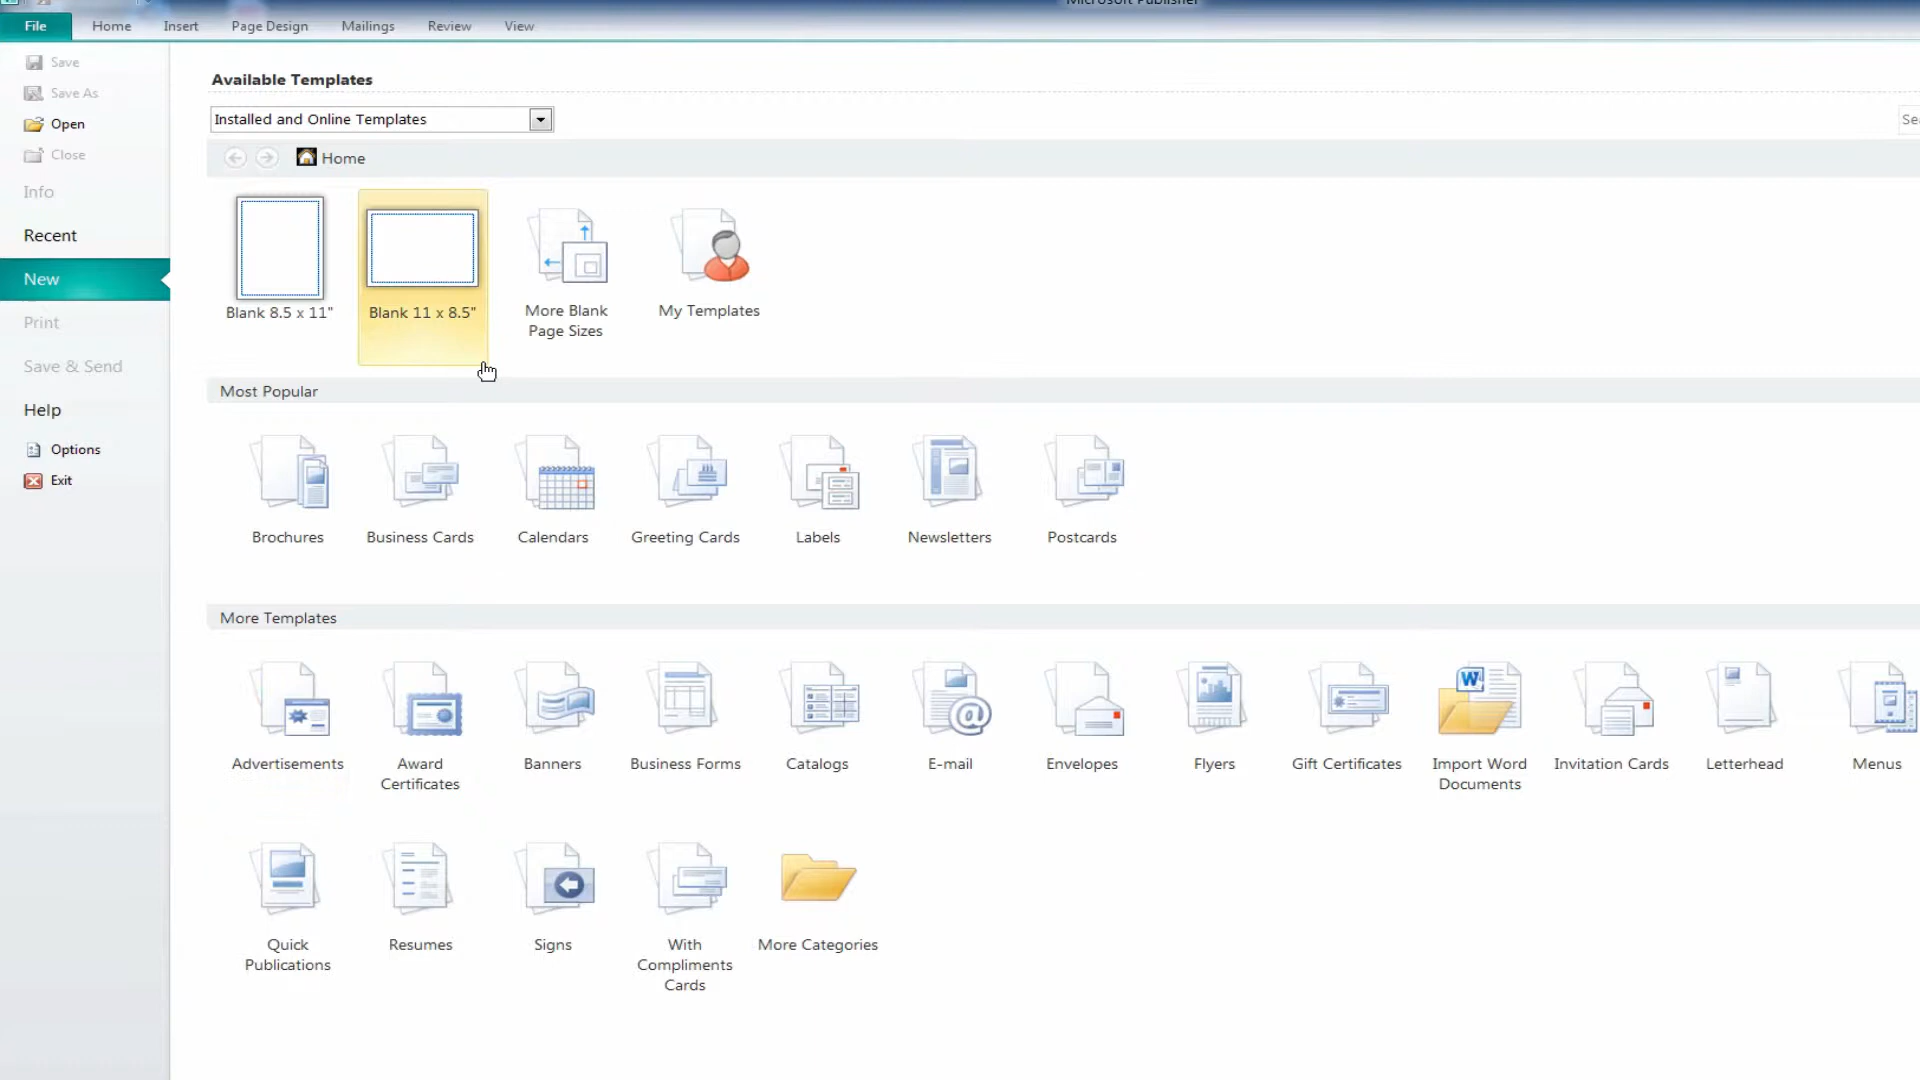 Microsoft Publisher
File Home Insert Page Design Mailings Review View
Save
Save As
Open
Close
Info
Recent
New
Print
Save & Send
Help
Options
Exit
Available Templates
Installed and Online Templates
Home
Blank 8.5 x 11" Blank 11 x 8.5" More Blank Page Sizes My Templates
Most Popular
Brochures Business Cards Calendars Greeting Cards Labels Newsletters Postcards
More Templates
Advertisements Award Certificates Banners Business Forms Catalogs E-mail Envelopes Flyers Gift Certificates Import Word Documents Invitation Cards Letterhead Menus
Quick Publications Resumes Signs With Compliments Cards More Categories